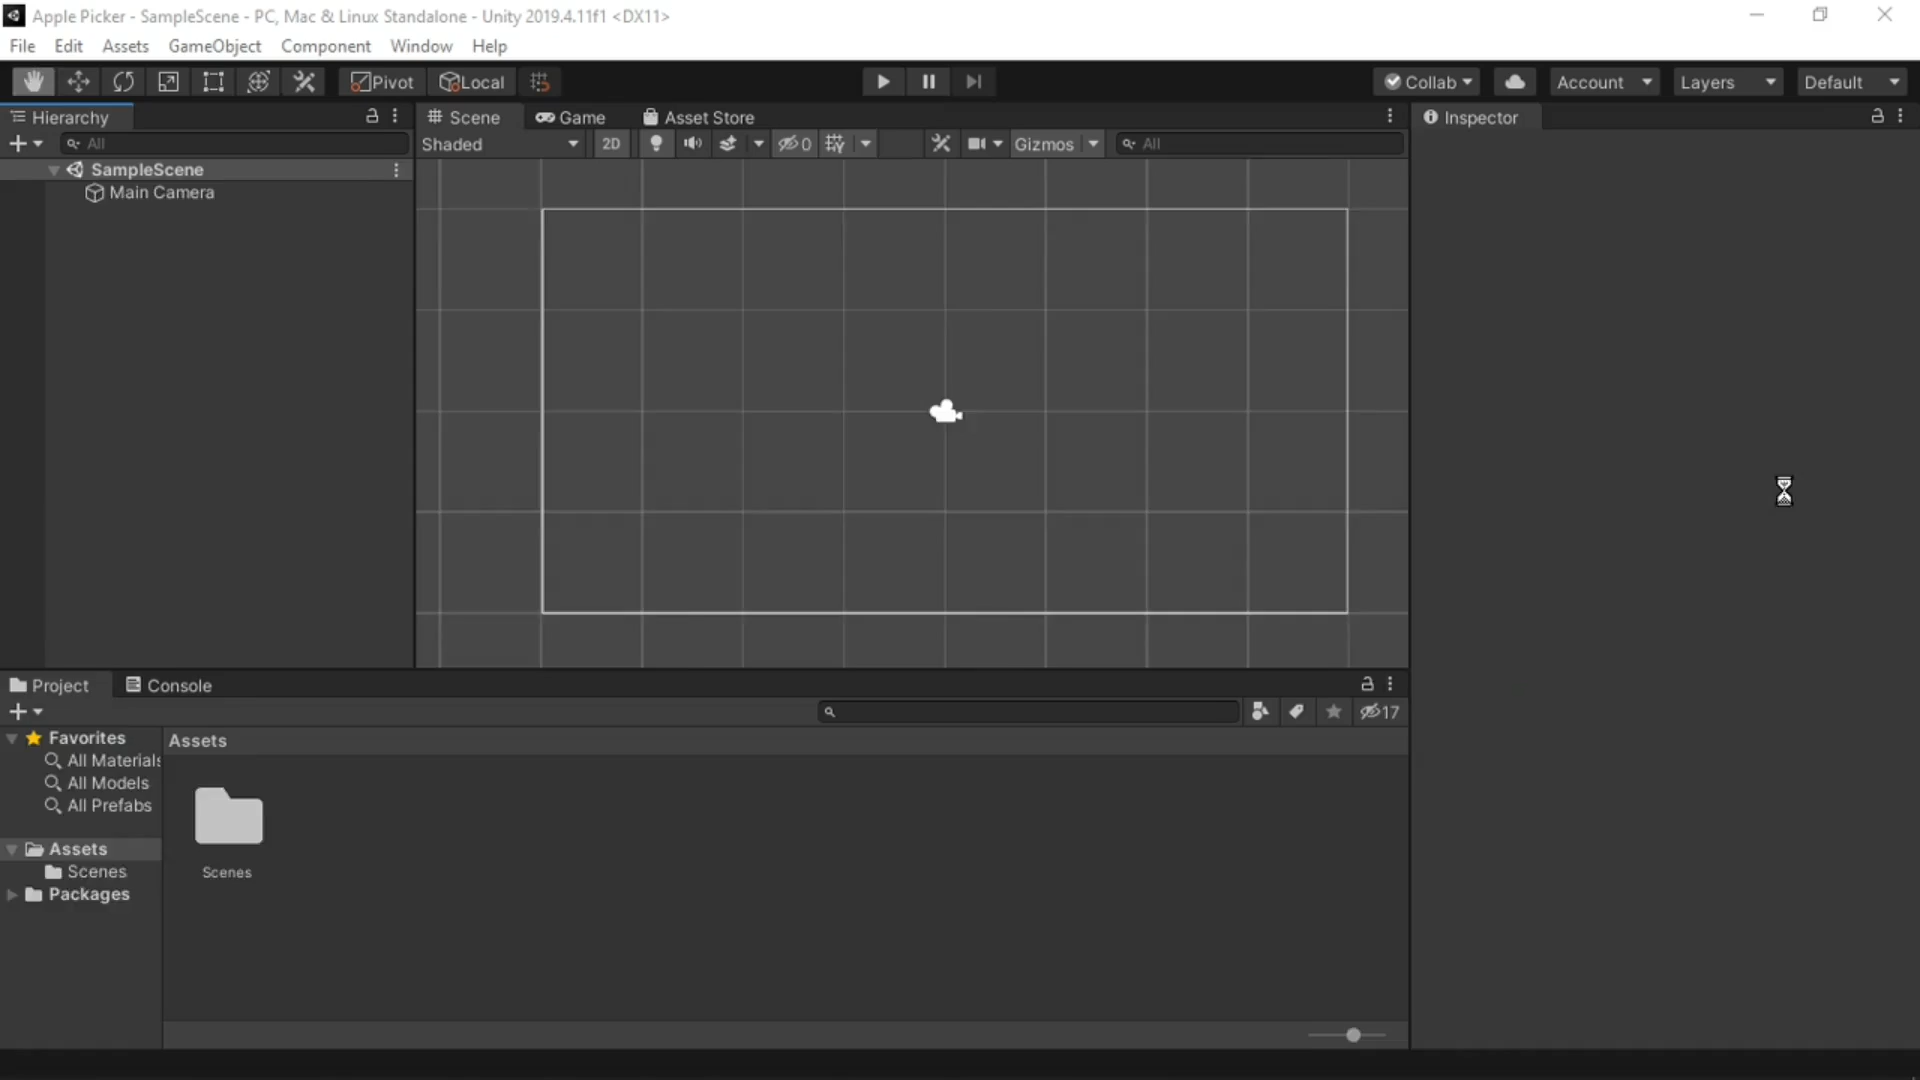 Apple Picker - SampleScene - PC, Mac & Linux Standalone - Unity 2019.4.11f1 <DX11>
File Edit Assets GameObject Component Window Help
Pivot Local Collab Account Layers Default
Hierarchy
All
SampleScene
Main Camera
Scene Game Asset Store
Shaded 2D 0 Gizmos All
Inspector
Project Console
17
Favorites
All Materials
All Models
All Prefabs
Assets
Scenes
Packages
Assets
Scenes